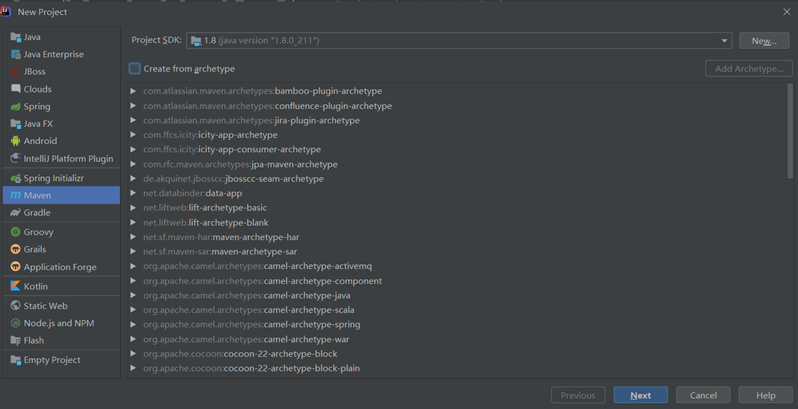 New Project
Java
Java Enterprise
JBoss
Clouds
Spring
Java FX
Android
IntelliJ Platform Plugin
Spring Initializr
Maven
Gradle
Groovy
Grails
Application Forge
Kotlin
Static Web
Node.js and NPM
Flash
Empty Project
Project SDK: 1.8 (java version "1.8.0_211") New...
Create from archetype Add Archetype...
com.atlassian.maven.archetypes:bamboo-plugin-archetype
com.atlassian.maven.archetypes:confluence-plugin-archetype
com.atlassian.maven.archetypes:jira-plugin-archetype
com.ffcs.icity:icity-app-archetype
com.ffcs.icity:icity-app-consumer-archetype
com.rfc.maven.archetypes:jpa-maven-archetype
de.akquinet.jbosscc:jbosscc-seam-archetype
net.databinder:data-app
net.liftweb:lift-archetype-basic
net.liftweb:lift-archetype-blank
net.sf.maven-har:maven-archetype-har
net.sf.maven-sar:maven-archetype-sar
org.apache.camel.archetypes:camel-archetype-activemq
org.apache.camel.archetypes:camel-archetype-component
org.apache.camel.archetypes:camel-archetype-java
org.apache.camel.archetypes:camel-archetype-scala
org.apache.camel.archetypes:camel-archetype-spring
org.apache.camel.archetypes:camel-archetype-war
org.apache.cocoon:cocoon-22-archetype-block
org.apache.cocoon:cocoon-22-archetype-block-plain
Previous Next Cancel Help